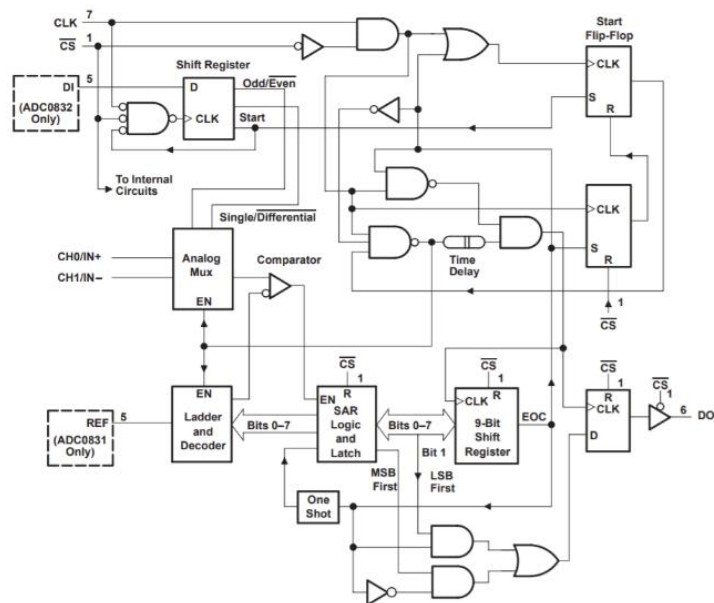 CLK 7
CS 1
Start
Flip-Flop
Shift Register
Odd/Even
CLK
DI 5
D
S
(ADC0832
Only)
CLK
Start
R
To Internal
Circuits
CLK
Single/Differential
S
CH0/IN+
Analog
Mux
Comparator
Time
Delay
R
CH1/IN–
EN
1
CS
CS
1
CS
1
CS
1
CS
1
EN
Ladder
and
Decoder
REF 5
(ADC0831
Only)
Bits 0–7
EN
R
SAR
Logic
and
Latch
Bits 0–7
Bit 1
CLK
R
9-Bit
Shift
Register
EOC
R
CLK
D
6 DO
MSB
First
LSB
First
One
Shot